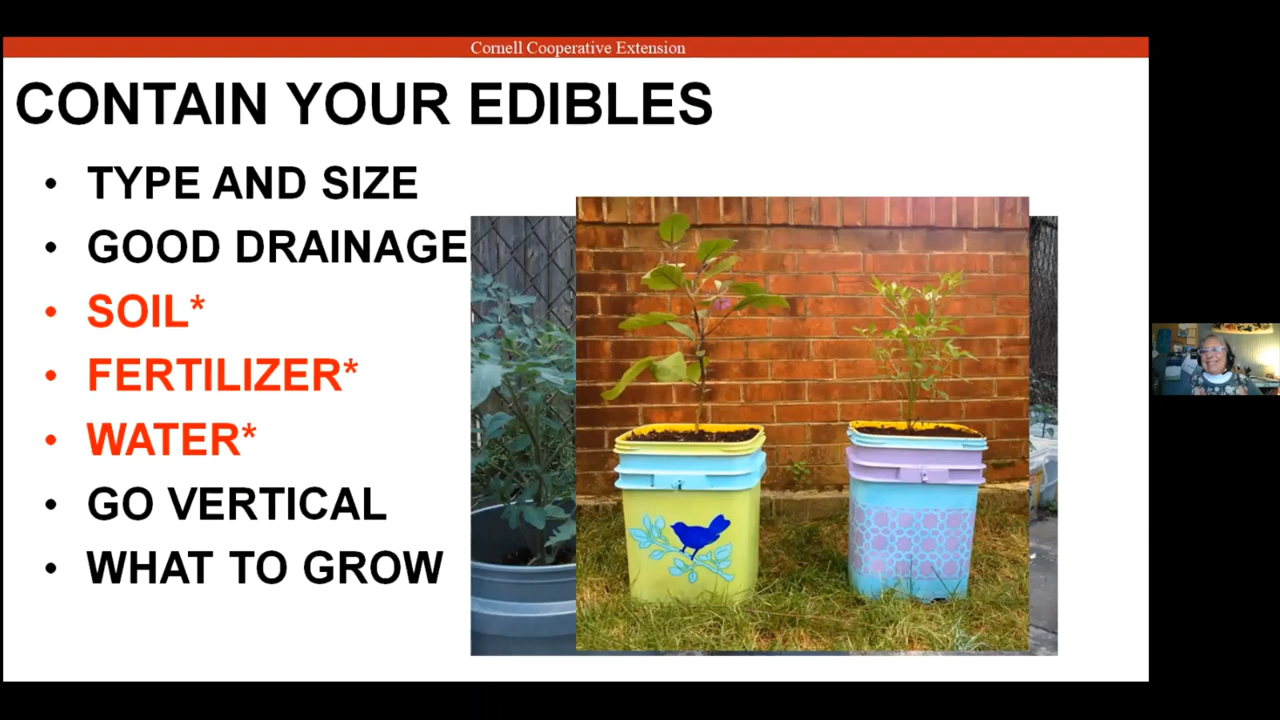 Cornell Cooperative Extension
CONTAIN YOUR EDIBLES
• TYPE AND SIZE
• GOOD DRAINAGE
• SOIL*
• FERTILIZER*
• WATER*
• GO VERTICAL
• WHAT TO GROW